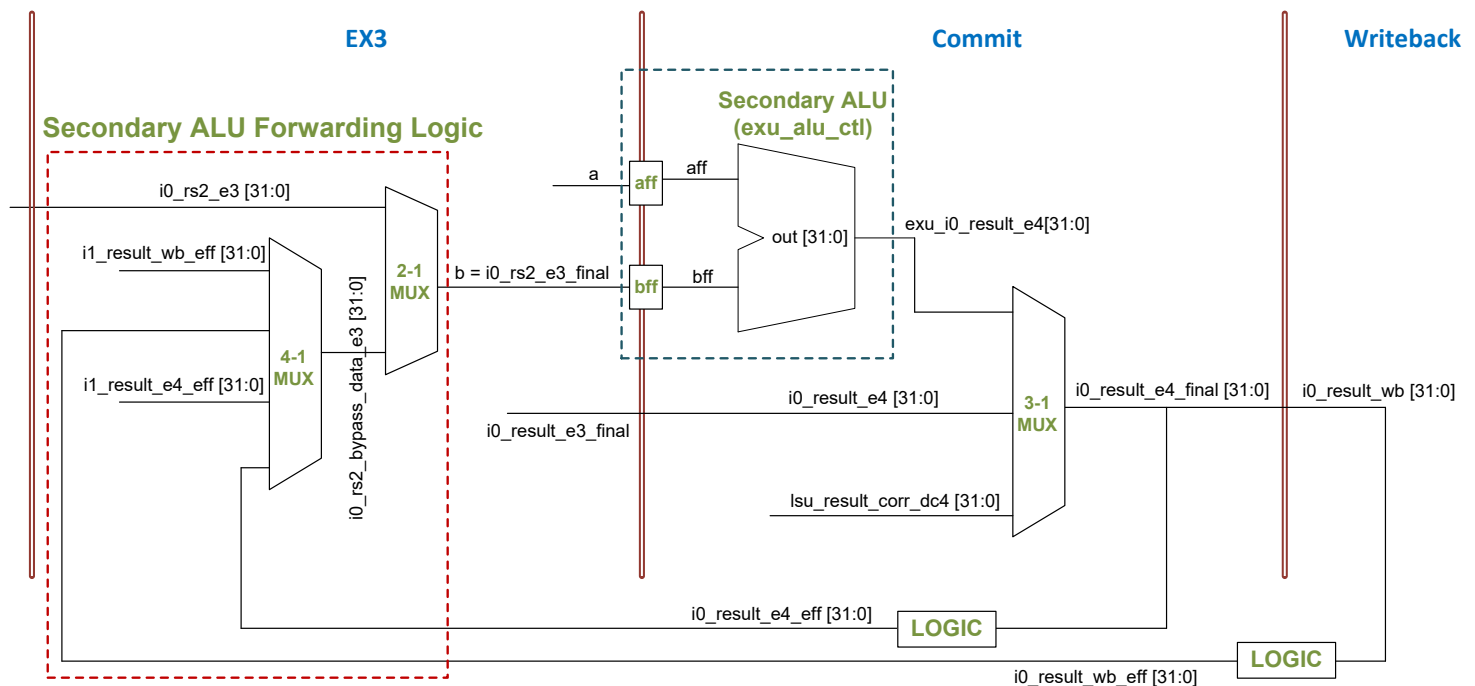 EX3
Commit
Writeback
Secondary ALU Forwarding Logic
Secondary ALU
(exu_alu_ctl)
i0_rs2_e3 [31:0]
i1_result_wb_eff [31:0]
i1_result_e4_eff [31:0]
4-1
MUX
i0_rs2_bypass_data_e3 [31:0]
2-1
MUX
b = i0_rs2_e3_final
a
aff
aff
bff
bff
out [31:0]
exu_i0_result_e4[31:0]
i0_result_e4 [31:0]
i0_result_e3_final
lsu_result_corr_dc4 [31:0]
3-1
MUX
i0_result_e4_final [31:0]
i0_result_wb [31:0]
i0_result_e4_eff [31:0]
LOGIC
LOGIC
i0_result_wb_eff [31:0]